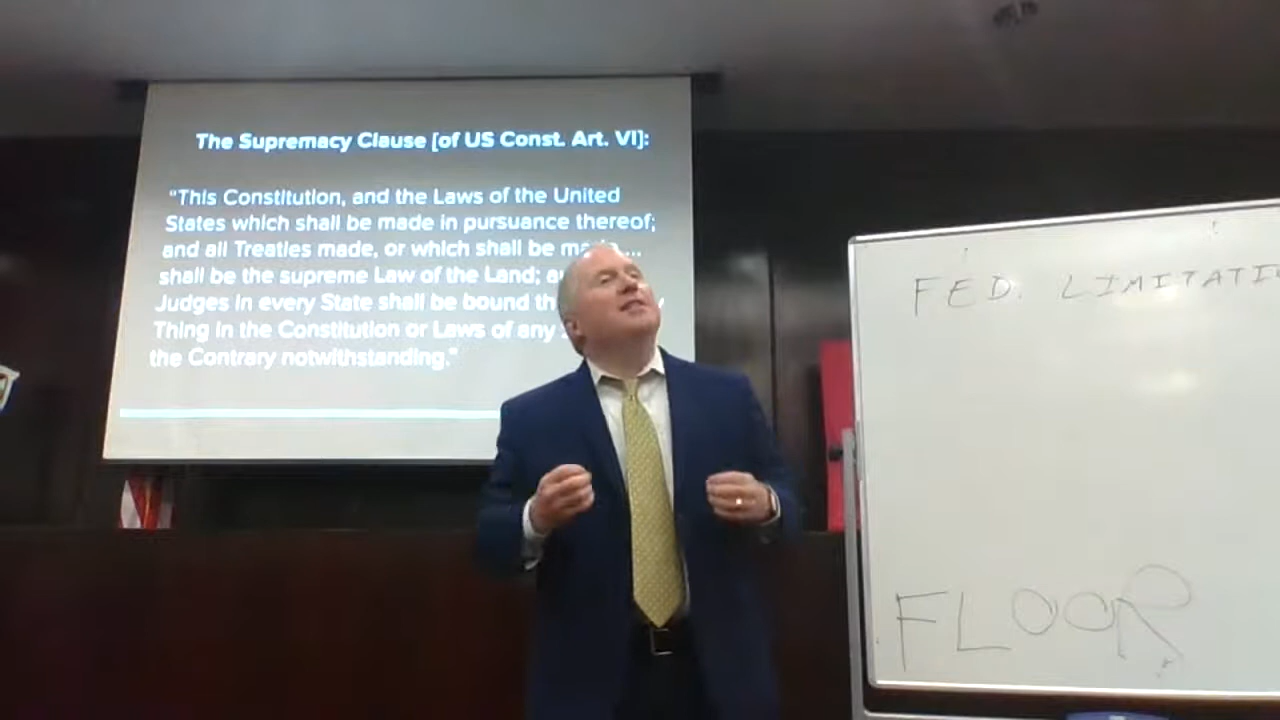 The Supremacy Clause [of US Const. Art. VI]:
"This Constitution, and the Laws of the United
States which shall be made in pursuance thereof;
and all Treaties made, or which shall be ma....
shall be the supreme Law of the Land; a
Judges in every State shall be bound th
Thing in the Constitution or Laws of any
the Contrary notwithstanding."
FED. LIMITATI
FLOOR